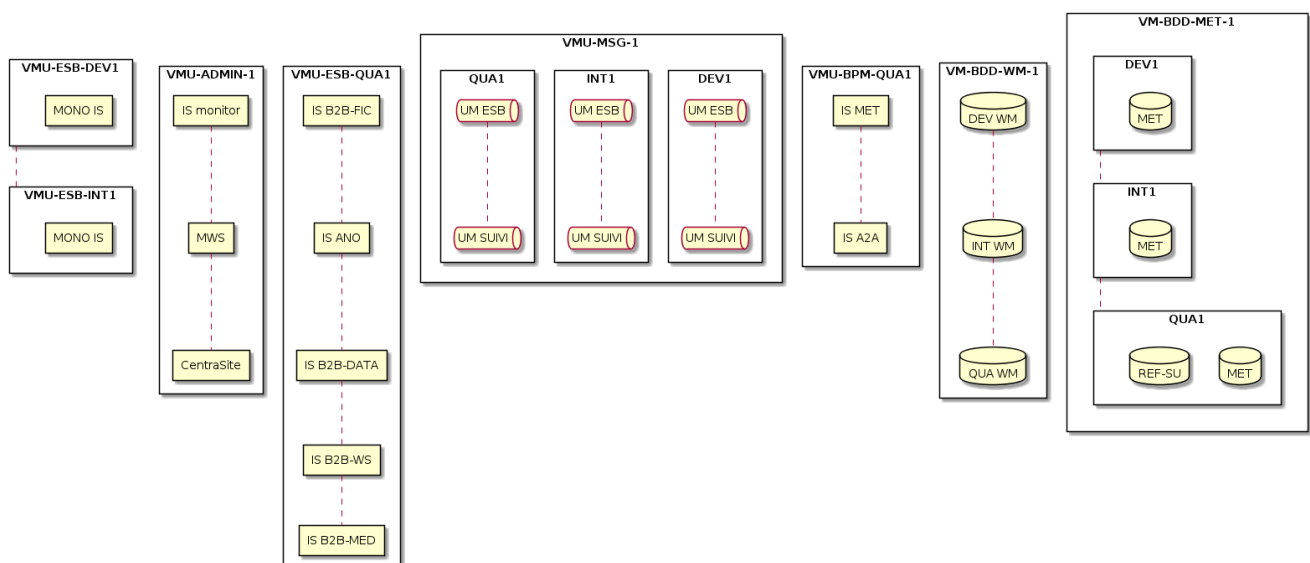 VMU-ESB-DEV1
MONO IS
VMU-ESB-INT1
MONO IS
VMU-ADMIN-1
IS monitor
MWS
CentraSite
VMU-ESB-QUA1
IS B2B-FIC
IS ANO
IS B2B-DATA
IS B2B-WS
IS B2B-MED
VMU-MSG-1
QUA1
UM ESB
UM SUIVI
INT1
UM ESB
UM SUIVI
DEV1
UM ESB
UM SUIVI
VMU-BPM-QUA1
IS MET
IS A2A
VM-BDD-WM-1
DEV WM
INT WM
QUA WM
VM-BDD-MET-1
DEV1
MET
INT1
MET
QUA1
REF-SU
MET